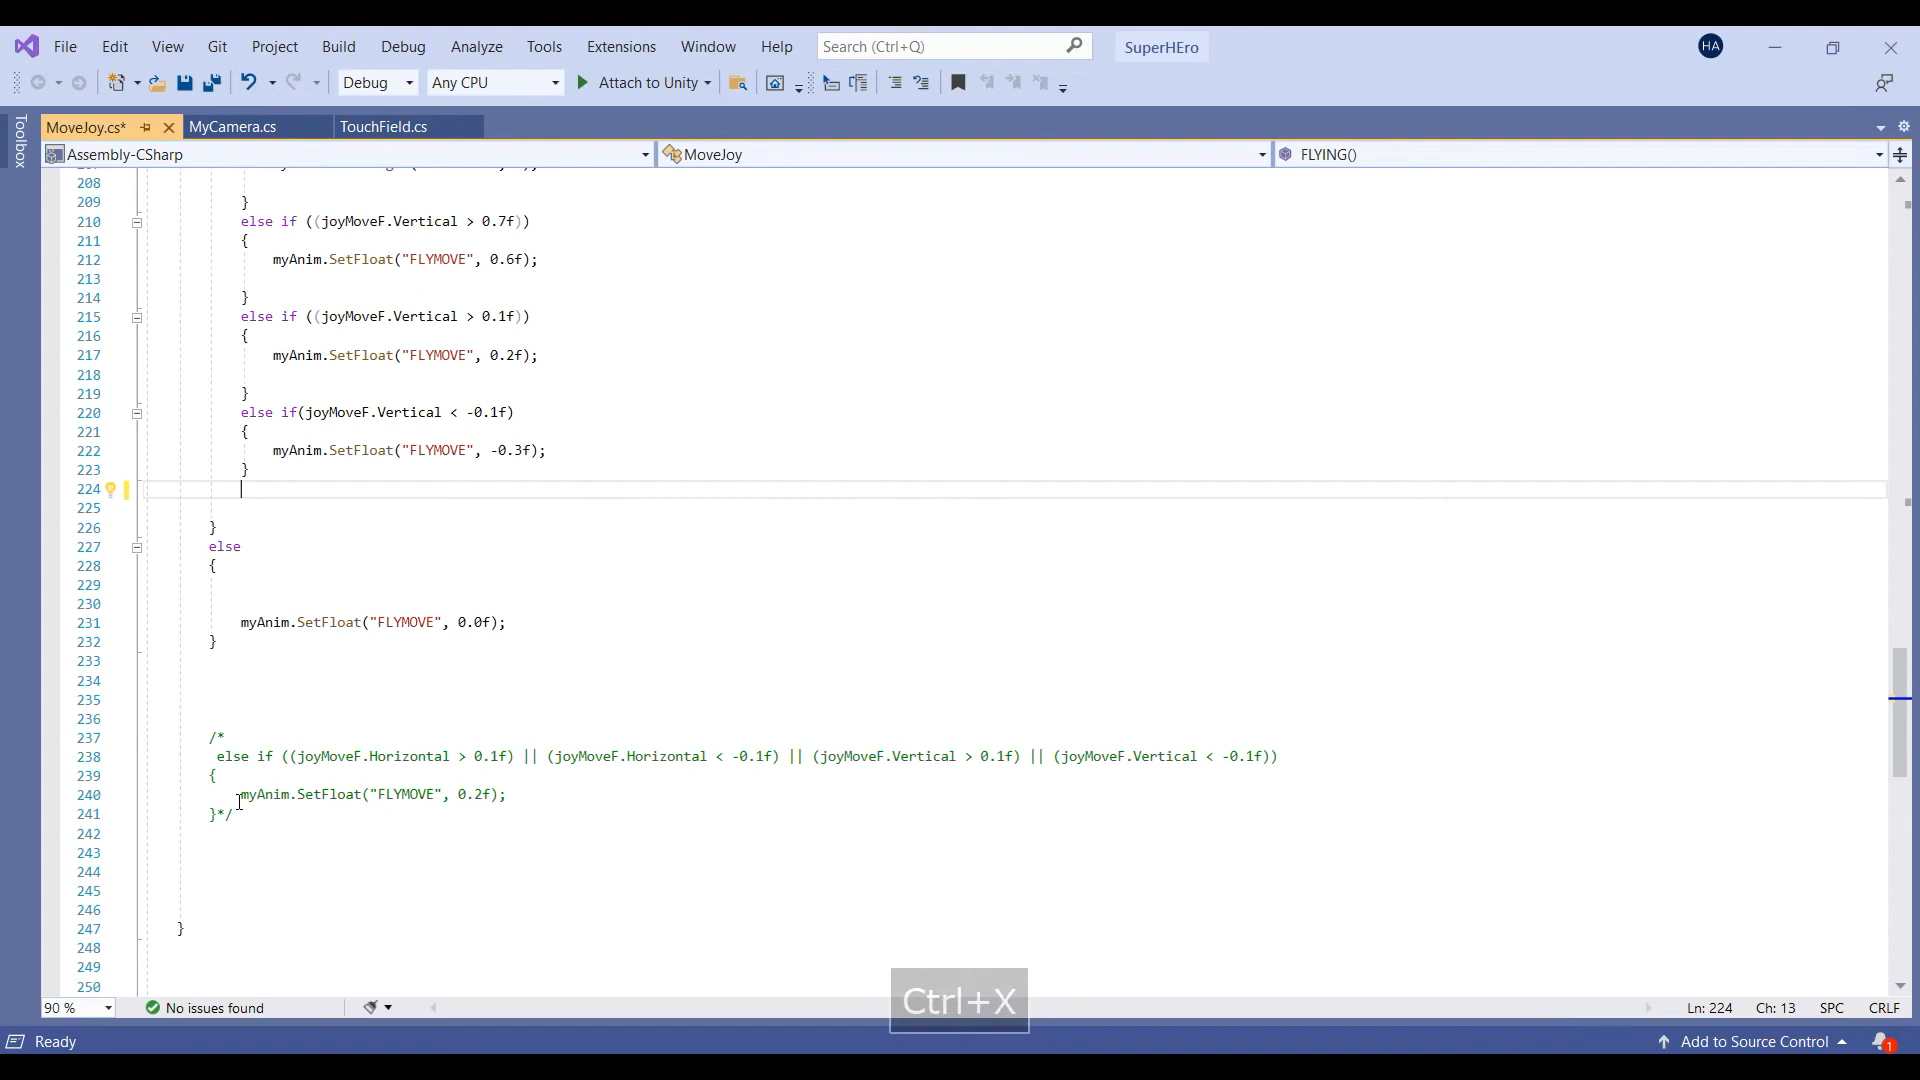 File Edit View Git Project Build Debug Analyze Tools Extensions Window Help Search (Ctrl+Q) SuperHEro HA
Debug Any CPU Attach to Unity
MoveJoy.cs* MyCamera.cs TouchField.cs
Toolbox
Assembly-CSharp MoveJoy FLYING()
208
209 }
210 else if ((joyMoveF.Vertical > 0.7f))
211 {
212 myAnim.SetFloat("FLYMOVE", 0.6f);
213
214 }
215 else if ((joyMoveF.Vertical > 0.1f))
216 {
217 myAnim.SetFloat("FLYMOVE", 0.2f);
218
219 }
220 else if(joyMoveF.Vertical < -0.1f)
221 {
222 myAnim.SetFloat("FLYMOVE", -0.3f);
223 }
224
225
226 }
227 else
228 {
229
230
231 myAnim.SetFloat("FLYMOVE", 0.0f);
232 }
233
234
235
236
237 /*
238 else if ((joyMoveF.Horizontal > 0.1f) || (joyMoveF.Horizontal < -0.1f) || (joyMoveF.Vertical > 0.1f) || (joyMoveF.Vertical < -0.1f))
239 {
240 myAnim.SetFloat("FLYMOVE", 0.2f);
241 }*/
242
243
244
245
246
247 }
248
249
250
Ctrl+X
90 % No issues found Ln: 224 Ch: 13 SPC CRLF
Ready Add to Source Control 1